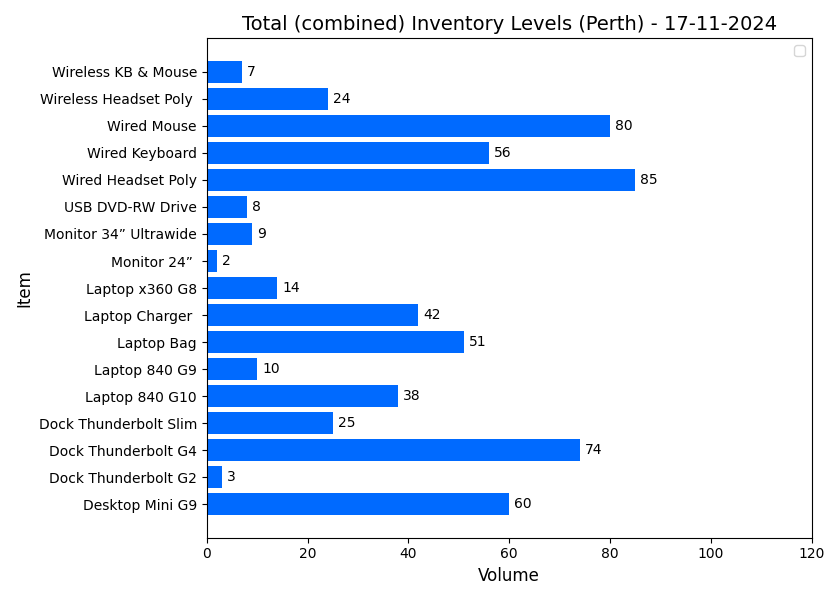 Total (combined) Inventory Levels (Perth) - 17-11-2024
Wireless KB & Mouse 7
Wireless Headset Poly 24
Wired Mouse 80
Wired Keyboard 56
Wired Headset Poly 85
USB DVD-RW Drive 8
Monitor 34” Ultrawide 9
Monitor 24” 2
Laptop x360 G8 14
Laptop Charger 42
Laptop Bag 51
Laptop 840 G9 10
Laptop 840 G10 38
Dock Thunderbolt Slim 25
Dock Thunderbolt G4 74
Dock Thunderbolt G2 3
Desktop Mini G9 60
Item
0 20 40 60 80 100 120
Volume